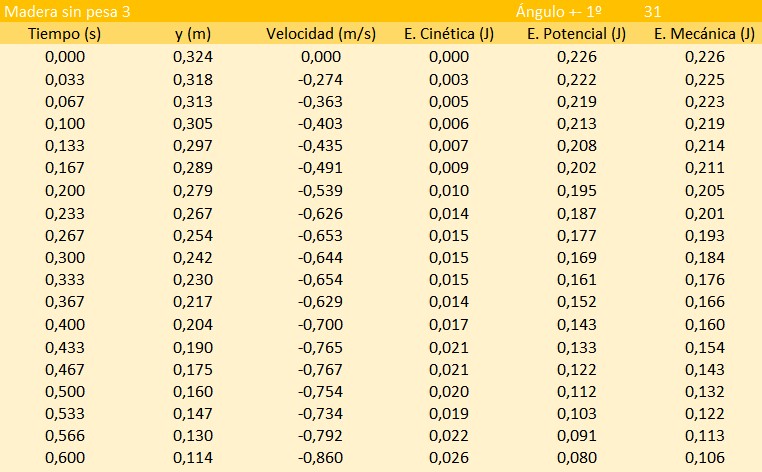 Madera sin pesa 3 Ángulo +- 1º 31
Tiempo (s) y (m) Velocidad (m/s) E. Cinética (J) E. Potencial (J) E. Mecánica (J)
0,000 0,324 0,000 0,000 0,226 0,226
0,033 0,318 -0,274 0,003 0,222 0,225
0,067 0,313 -0,363 0,005 0,219 0,223
0,100 0,305 -0,403 0,006 0,213 0,219
0,133 0,297 -0,435 0,007 0,208 0,214
0,167 0,289 -0,491 0,009 0,202 0,211
0,200 0,279 -0,539 0,010 0,195 0,205
0,233 0,267 -0,626 0,014 0,187 0,201
0,267 0,254 -0,653 0,015 0,177 0,193
0,300 0,242 -0,644 0,015 0,169 0,184
0,333 0,230 -0,654 0,015 0,161 0,176
0,367 0,217 -0,629 0,014 0,152 0,166
0,400 0,204 -0,700 0,017 0,143 0,160
0,433 0,190 -0,765 0,021 0,133 0,154
0,467 0,175 -0,767 0,021 0,122 0,143
0,500 0,160 -0,754 0,020 0,112 0,132
0,533 0,147 -0,734 0,019 0,103 0,122
0,566 0,130 -0,792 0,022 0,091 0,113
0,600 0,114 -0,860 0,026 0,080 0,106